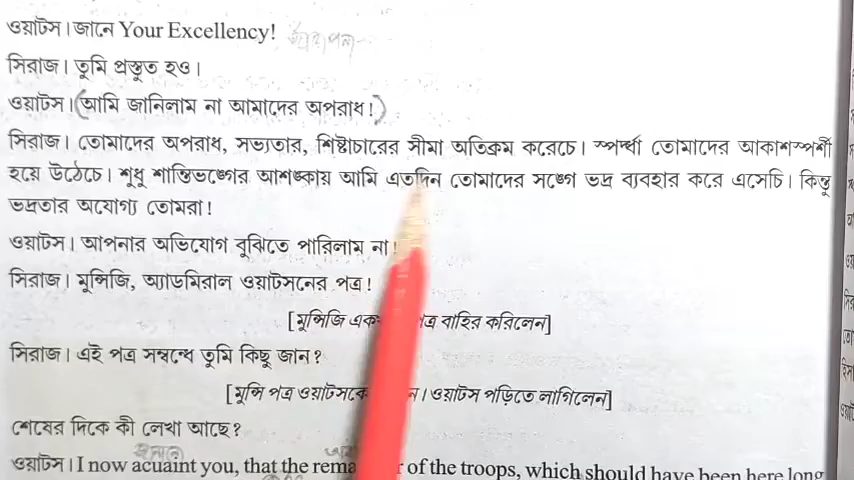 ওয়াটস। জানে Your Excellency!
সিরাজ। তুমি প্রস্তুত হও।
ওয়াটস। (আমি জানিলাম না আমাদের অপরাধ!)
সিরাজ। তোমাদের অপরাধ, সভ্যতার, শিষ্টাচারের সীমা অতিক্রম করেচে। স্পর্ধা তোমাদের আকাশস্পর্শী
হয়ে উঠেচে। শুধু শান্তিভঙ্গের আশঙ্কায় আমি এতদিন তোমাদের সঙ্গে ভদ্র ব্যবহার করে এসেচি। কিন্তু
ভদ্রতার অযোগ্য তোমরা!
ওয়াটস। আপনার অভিযোগ বুঝিতে পারিলাম না!
সিরাজ। মুন্সিজি, অ্যাডমিরাল ওয়াটসনের পত্র!
[মুন্সিজি পত্র বাহির করিলেন]
সিরাজ। এই পত্র সম্বন্ধে তুমি কিছু জান?
[মুন্সি পত্র ওয়াটসকে । ওয়াটস পড়িতে লাগিলেন]
শেষের দিকে কী লেখা আছে?
ওয়াটস। I now acuaint you, that the of the troops, which should have been here long